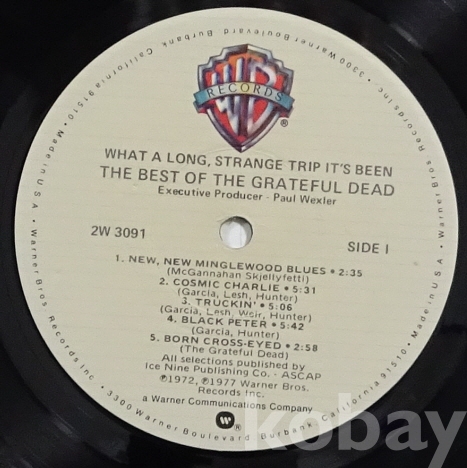 Warner Bros. Records Inc. • 3300 Warner Boulevard Burbank, California 91510 • Made in U.S.A. •
RECORDS
®
WHAT A LONG, STRANGE TRIP IT'S BEEN
THE BEST OF THE GRATEFUL DEAD
Executive Producer - Paul Wexler
2W 3091
SIDE I
1. NEW, NEW MINGLEWOOD BLUES • 2:35
(McGannahan Skjellyfetti)
2. COSMIC CHARLIE • 5:31
(Garcia, Lesh, Hunter)
3. TRUCKIN' • 5:06
(Garcia, Lesh, Weir, Hunter)
4. BLACK PETER • 5:42
(Garcia, Hunter)
5. BORN CROSS-EYED • 2:58
(The Grateful Dead)
All selections published by
Ice Nine Publishing Co. - ASCAP
℗1972, ℗1977 Warner Bros.
Records Inc.
a Warner Communications Company
®
Warner Bros. Records Inc. • 3300 Warner Boulevard Burbank, California 91510 • Made in U.S.A. •
kobay